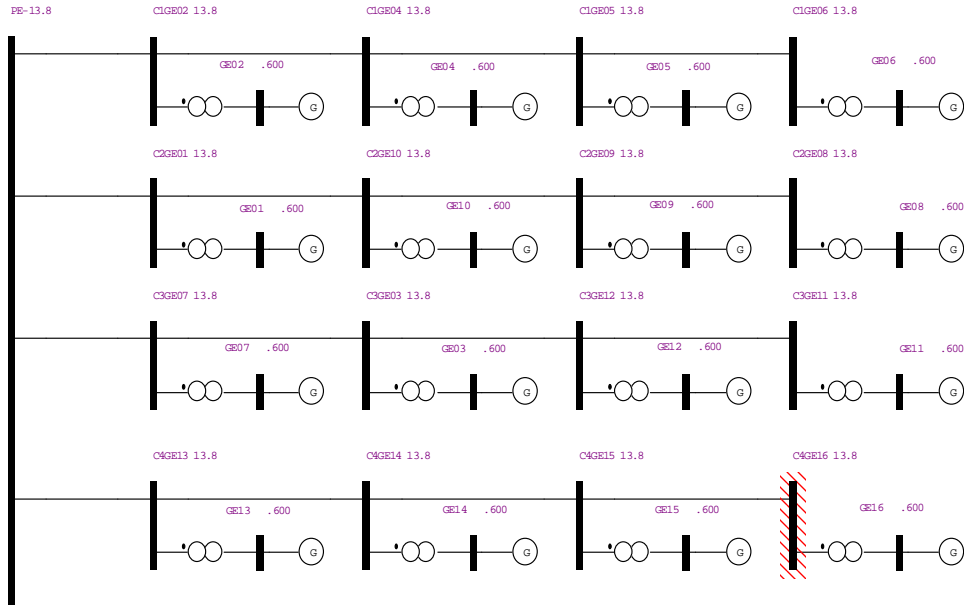 PE-13.8 C1GE02 13.8 C1GE04 13.8 C1GE05 13.8 C1GE06 13.8
GE02 .600 GE04 .600 GE05 .600 GE06 .600
G G G G
C2GE01 13.8 C2GE10 13.8 C2GE09 13.8 C2GE08 13.8
GE01 .600 GE10 .600 GE09 .600 GE08 .600
G G G G
C3GE07 13.8 C3GE03 13.8 C3GE12 13.8 C3GE11 13.8
GE07 .600 GE03 .600 GE12 .600 GE11 .600
G G G G
C4GE13 13.8 C4GE14 13.8 C4GE15 13.8 C4GE16 13.8
GE13 .600 GE14 .600 GE15 .600 GE16 .600
G G G G